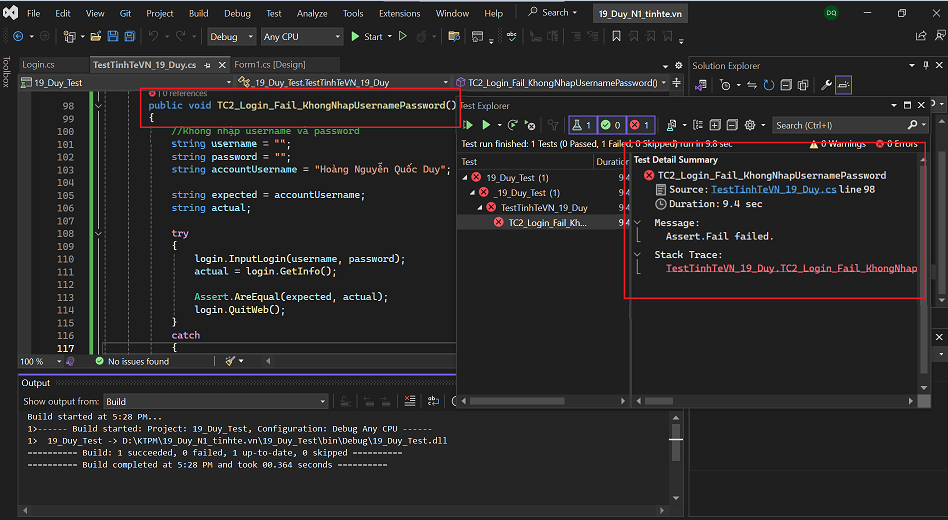 File Edit View Git Project Build Debug Test Analyze Tools Extensions Window Help Search 19_Duy_N1_tinhte.vn DQ
Debug Any CPU Start
Toolbox
Login.cs TestTinhTeVN_19_Duy.cs Form1.cs [Design]
Solution Explorer
19_Duy_Test _19_Duy_Test.TestTinhTeVN_19_Duy TC2_Login_Fail_KhongNhapUsernamePassword()
0 references
98 public void TC2_Login_Fail_KhongNhapUsernamePassword()
99 {
100 //Không nhập username và password
101 string username = "";
102 string password = "";
103 string accountUsername = "Hoàng Nguyễn Quốc Duy";
104
105 string expected = accountUsername;
106 string actual;
107
108 try
109 {
110 login.InputLogin(username, password);
111 actual = login.GetInfo();
112
113 Assert.AreEqual(expected, actual);
114 login.QuitWeb();
115 }
116 catch
117 {
100 % No issues found
Test Explorer
1 0 1
Search (Ctrl+I)
Test run finished: 1 Tests (0 Passed, 1 Failed, 0 Skipped) run in 9.8 sec
0 Warnings 0 Errors
Test Duration
19_Duy_Test (1) 9.4
_19_Duy_Test (1) 9.4
TestTinhTeVN_19_Duy 9.4
TC2_Login_Fail_Kh... 9.4
Test Detail Summary
TC2_Login_Fail_KhongNhapUsernamePassword
Source: TestTinhTeVN_19_Duy.cs line 98
Duration: 9.4 sec
Message:
Assert.Fail failed.
Stack Trace:
TestTinhTeVN_19_Duy.TC2_Login_Fail_KhongNhap
Output
Show output from: Build
Build started at 5:28 PM...
1>------ Build started: Project: 19_Duy_Test, Configuration: Debug Any CPU ------
1> 19_Duy_Test -> D:\KTPM\19_Duy_N1_tinhte.vn\19_Duy_Test\bin\Debug\19_Duy_Test.dll
========== Build: 1 succeeded, 0 failed, 1 up-to-date, 0 skipped ==========
========== Build completed at 5:28 PM and took 00.364 seconds ==========